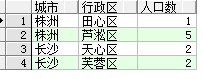 城市 行政区 人口数
1 株洲 田心区 1
2 株洲 芦淞区 5
3 长沙 天心区 2
4 长沙 芙蓉区 2